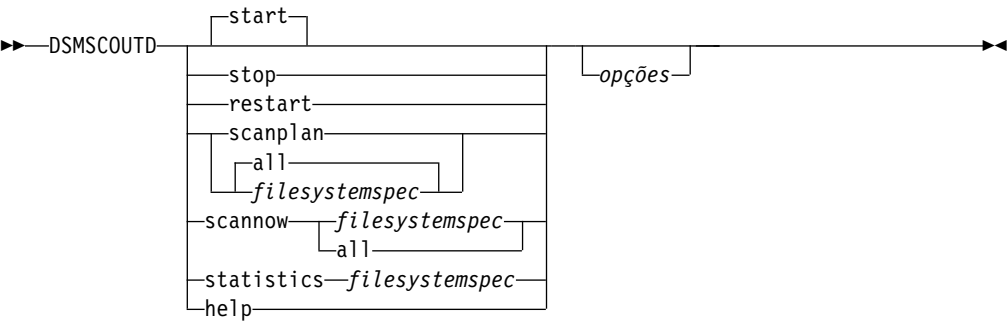 start
DSMSCOUTD
stop
opções
restart
scanplan
all
filesystemspec
scannow filesystemspec
all
statistics filesystemspec
help